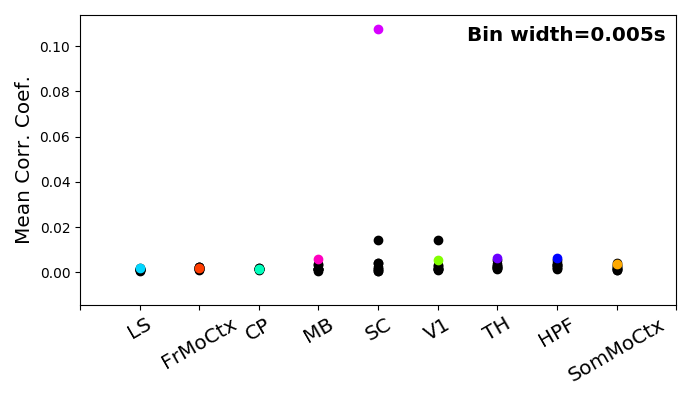 Bin width=0.005s
Mean Corr. Coef.
0.10
0.08
0.06
0.04
0.02
0.00
LS
FrMoCtx
CP
MB
SC
V1
TH
HPF
SomMoCtx